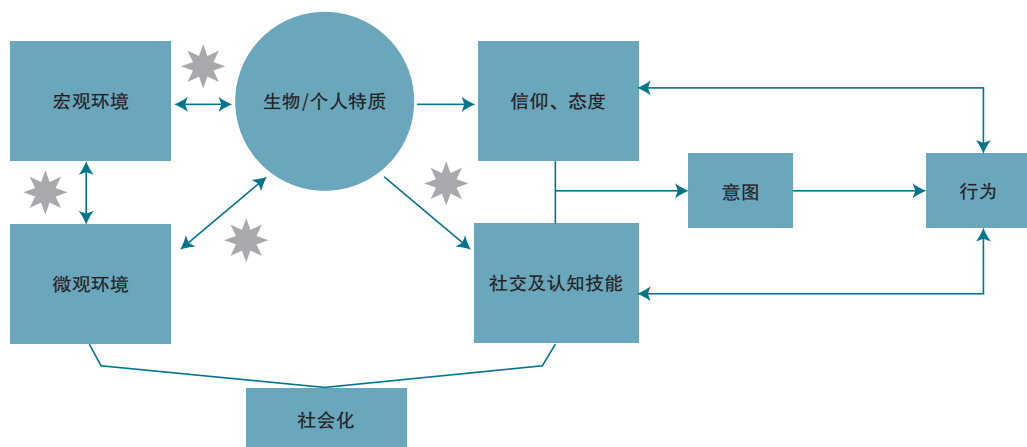 宏观环境
生物/个人特质
信仰、态度
意图
行为
微观环境
社交及认知技能
社会化